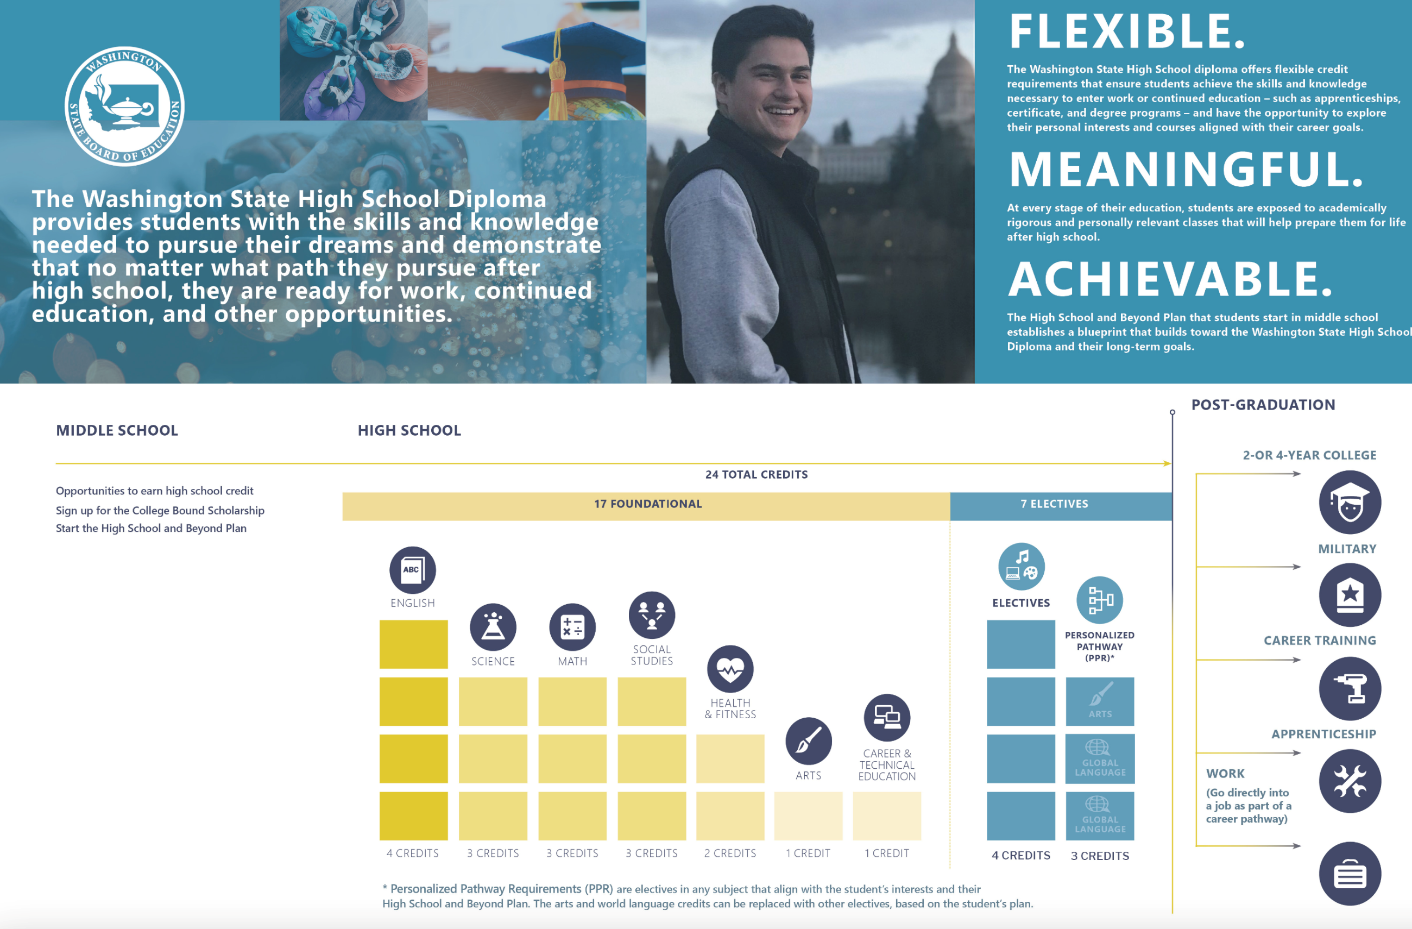 WASHINGTON
STATE BOARD OF EDUCATION
The Washington State High School Diploma
provides students with the skills and knowledge
needed to pursue their dreams and demonstrate
that no matter what path they pursue after
high school, they are ready for work, continued
education, and other opportunities.
FLEXIBLE.
The Washington State High School diploma offers flexible credit
requirements that ensure students achieve the skills and knowledge
necessary to enter work or continued education – such as apprenticeships,
certificate, and degree programs – and have the opportunity to explore
their personal interests and courses aligned with their career goals.
MEANINGFUL.
At every stage of their education, students are exposed to academically
rigorous and personally relevant classes that will help prepare them for life
after high school.
ACHIEVABLE.
The High School and Beyond Plan that students start in middle school
establishes a blueprint that builds toward the Washington State High School
Diploma and their long-term goals.
MIDDLE SCHOOL
Opportunities to earn high school credit
Sign up for the College Bound Scholarship
Start the High School and Beyond Plan
HIGH SCHOOL
24 TOTAL CREDITS
17 FOUNDATIONAL
7 ELECTIVES
ABC
ENGLISH
SCIENCE
MATH
SOCIAL
STUDIES
HEALTH
& FITNESS
ARTS
CAREER &
TECHNICAL
EDUCATION
ELECTIVES
PERSONALIZED
PATHWAY
(PPR)*
ARTS
GLOBAL
LANGUAGE
GLOBAL
LANGUAGE
4 CREDITS
3 CREDITS
3 CREDITS
3 CREDITS
2 CREDITS
1 CREDIT
1 CREDIT
4 CREDITS
3 CREDITS
* Personalized Pathway Requirements (PPR) are electives in any subject that align with the student's interests and their
High School and Beyond Plan. The arts and world language credits can be replaced with other electives, based on the student's plan.
POST-GRADUATION
2-OR 4-YEAR COLLEGE
MILITARY
CAREER TRAINING
APPRENTICESHIP
WORK
(Go directly into
a job as part of a
career pathway)